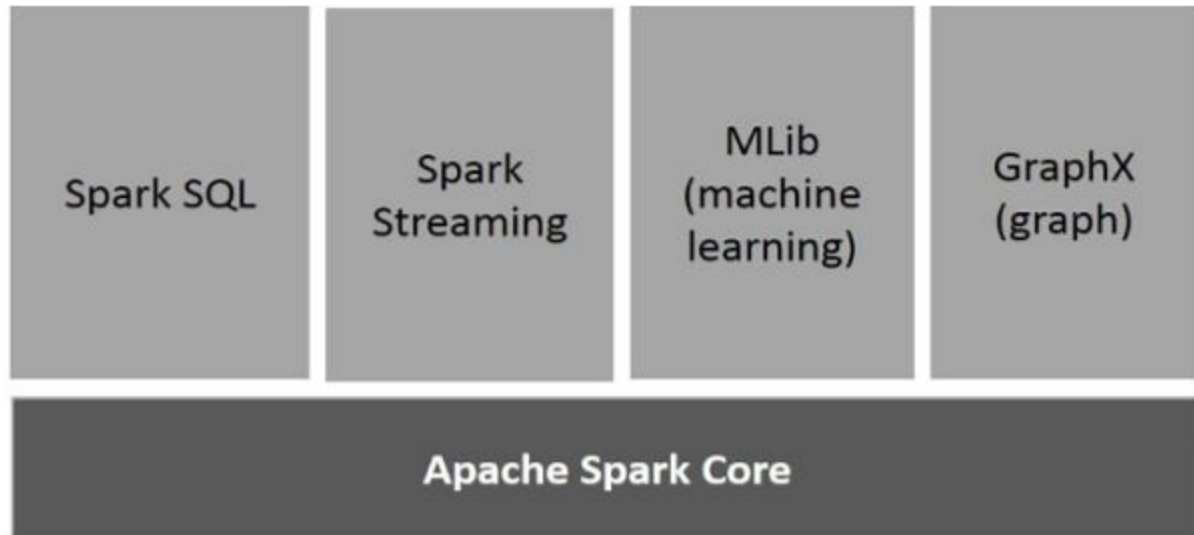 Spark SQL
Spark
Streaming
MLib
(machine
learning)
GraphX
(graph)
Apache Spark Core